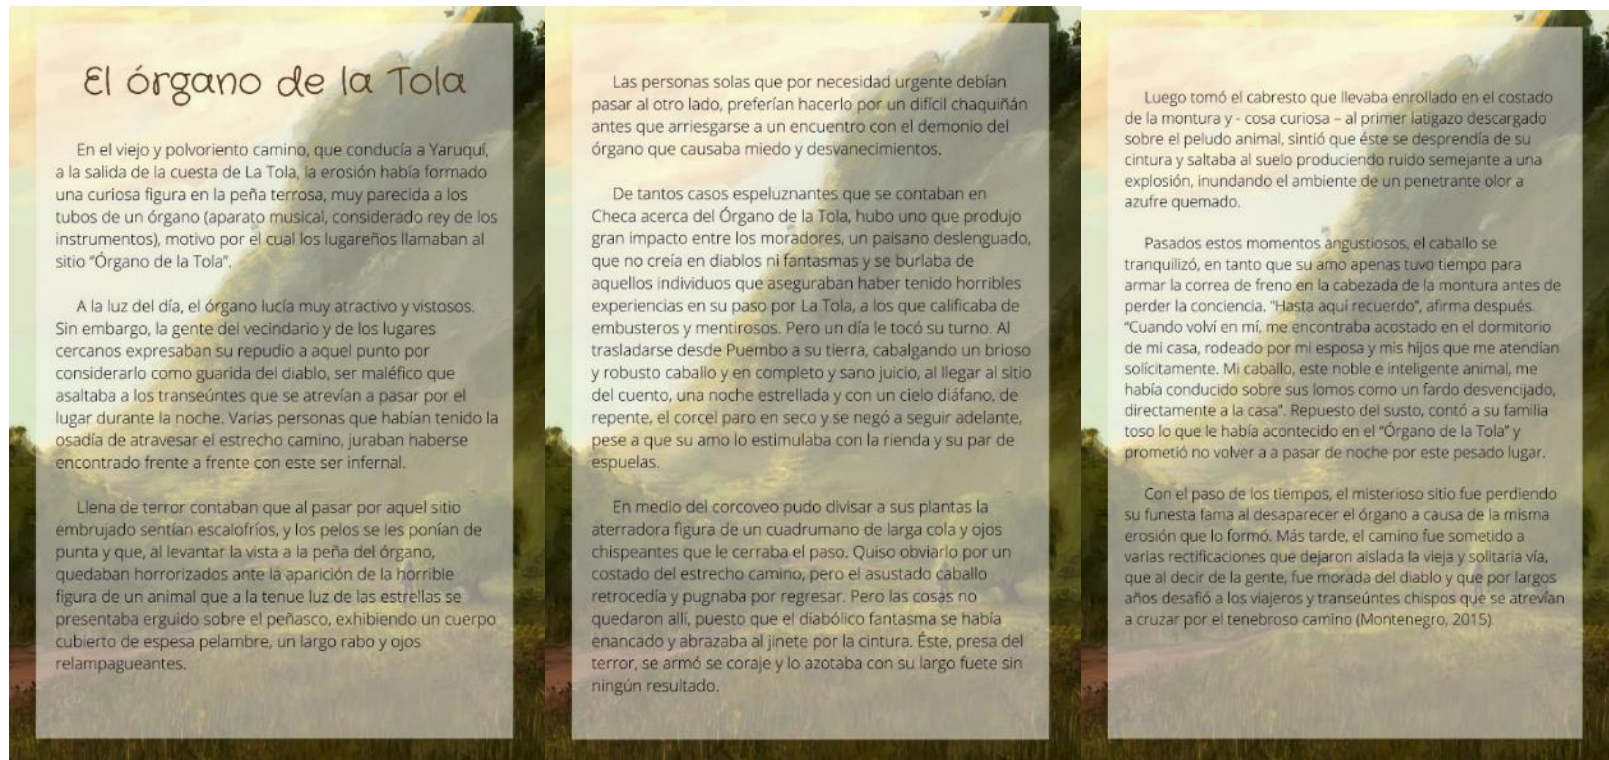 El órgano de la Tola
En el viejo y polvoriento camino, que conducía a Yaruquí,
a la salida de la cuesta de La Tola, la erosión había formado
una curiosa figura en la peña terrosa, muy parecida a los
tubos de un órgano (aparato musical, considerado rey de los
instrumentos), motivo por el cual los lugareños llamaban al
sitio “Órgano de la Tola”.
A la luz del día, el órgano lucía muy atractivo y vistosos.
Sin embargo, la gente del vecindario y de los lugares
cercanos expresaban su repudio a aquel punto por
considerarlo como guarida del diablo, ser maléfico que
asaltaba a los transeúntes que se atrevían a pasar por el
lugar durante la noche. Varias personas que habían tenido la
osadía de atravesar el estrecho camino, juraban haberse
encontrado frente a frente con este ser infernal.
Llena de terror contaban que al pasar por aquel sitio
embrujado sentían escalofríos, y los pelos se les ponían de
punta y que, al levantar la vista a la peña del órgano,
quedaban horrorizados ante la aparición de la horrible
figura de un animal que a la tenue luz de las estrellas se
presentaba erguido sobre el peñasco, exhibiendo un cuerpo
cubierto de espesa pelambre, un largo rabo y ojos
relampagueantes.
Las personas solas que por necesidad urgente debían
pasar al otro lado, preferían hacerlo por un difícil chaquiñán
antes que arriesgarse a un encuentro con el demonio del
órgano que causaba miedo y desvanecimientos.
De tantos casos espeluznantes que se contaban en
Checa acerca del Órgano de la Tola, hubo uno que produjo
gran impacto entre los moradores, un paisano deslenguado,
que no creía en diablos ni fantasmas y se burlaba de
aquellos individuos que aseguraban haber tenido horribles
experiencias en su paso por La Tola, a los que calificaba de
embusteros y mentirosos. Pero un día le tocó su turno. Al
trasladarse desde Puembo a su tierra, cabalgando un brioso
y robusto caballo y en completo y sano juicio, al llegar al sitio
del cuento, una noche estrellada y con un cielo diáfano, de
repente, el corcel paro en seco y se negó a seguir adelante,
pese a que su amo lo estimulaba con la rienda y su par de
espuelas.
En medio del corcoveo pudo divisar a sus plantas la
aterradora figura de un cuadrumano de larga cola y ojos
chispeantes que le cerraba el paso. Quiso obviarlo por un
costado del estrecho camino, pero el asustado caballo
retrocedía y pugnaba por regresar. Pero las cosas no
quedaron allí, puesto que el diabólico fantasma se había
enancado y abrazaba al jinete por la cintura. Éste, presa del
terror, se armó se coraje y lo azotaba con su largo fuete sin
ningún resultado.
Luego tomó el cabresto que llevaba enrollado en el costado
de la montura y - cosa curiosa – al primer latigazo descargado
sobre el peludo animal, sintió que éste se desprendía de su
cintura y saltaba al suelo produciendo ruido semejante a una
explosión, inundando el ambiente de un penetrante olor a
azufre quemado.
Pasados estos momentos angustiosos, el caballo se
tranquilizó, en tanto que su amo apenas tuvo tiempo para
armar la correa de freno en la cabezada de la montura antes de
perder la conciencia. “Hasta aquí recuerdo”, afirma después.
“Cuando volví en mí, me encontraba acostado en el dormitorio
de mi casa, rodeado por mi esposa y mis hijos que me atendían
solícitamente. Mi caballo, este noble e inteligente animal, me
había conducido sobre sus lomos como un fardo desvencijado,
directamente a la casa”. Repuesto del susto, contó a su familia
toso lo que le había acontecido en el “Órgano de la Tola” y
prometió no volver a a pasar de noche por este pesado lugar.
Con el paso de los tiempos, el misterioso sitio fue perdiendo
su funesta fama al desaparecer el órgano a causa de la misma
erosión que lo formó. Más tarde, el camino fue sometido a
varias rectificaciones que dejaron aislada la vieja y solitaria vía,
que al decir de la gente, fue morada del diablo y que por largos
años desafió a los viajeros y transeúntes chispos que se atrevían
a cruzar por el tenebroso camino (Montenegro, 2015)